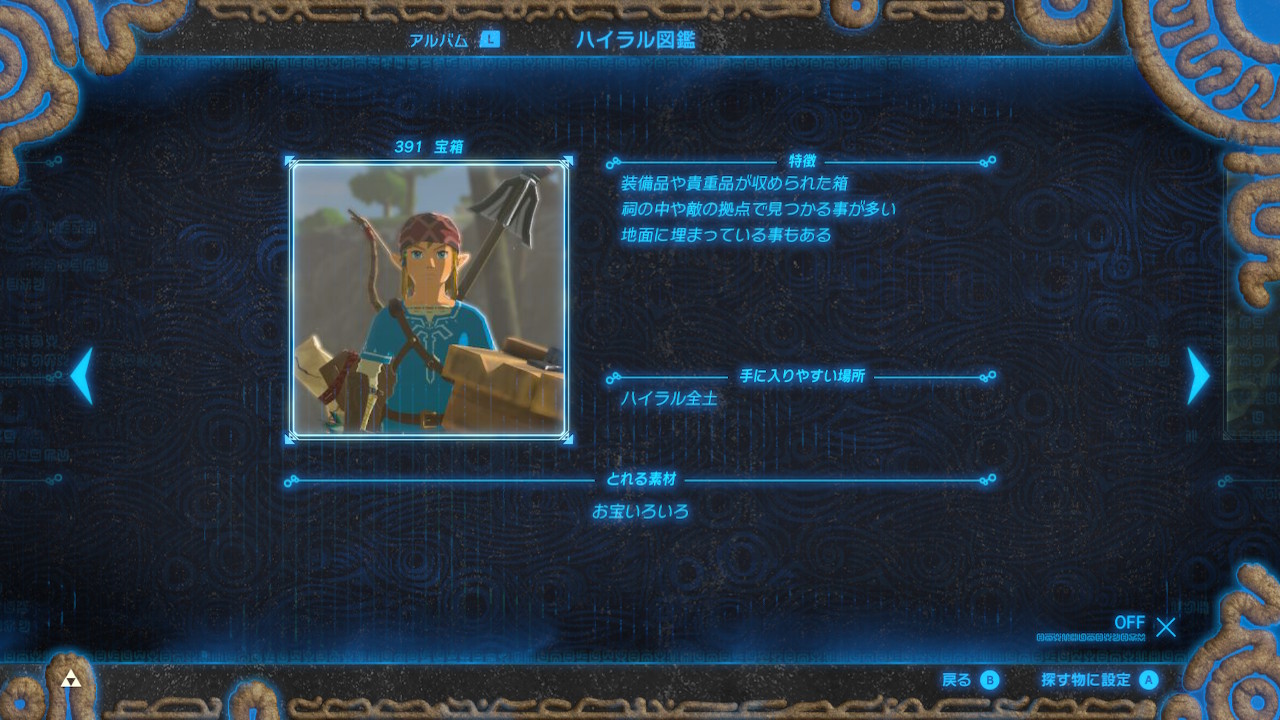 アルバム L
ハイラル図鑑
391 宝箱
特徴
装備品や貴重品が収められた箱
祠の中や敵の拠点で見つかる事が多い
地面に埋まっている事もある
手に入りやすい場所
ハイラル全土
とれる素材
お宝いろいろ
OFF
戻る B
探す物に設定 A